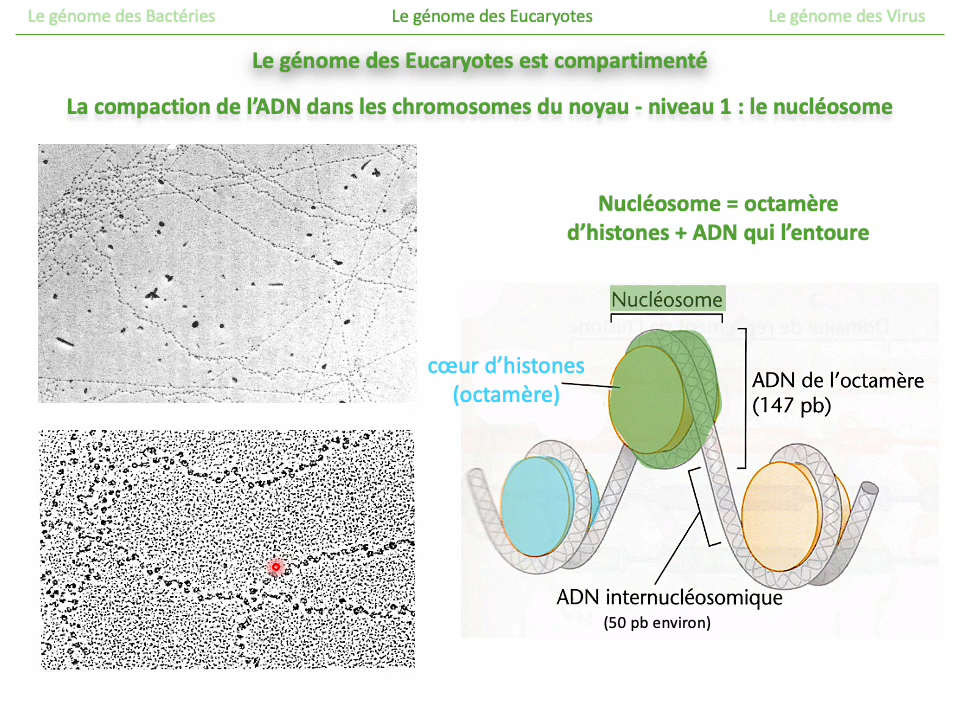 Le génome des Bactéries
Le génome des Eucaryotes
Le génome des Virus
Le génome des Eucaryotes est compartimenté
La compaction de l’ADN dans les chromosomes du noyau - niveau 1 : le nucléosome
Nucléosome = octamère
d’histones + ADN qui l’entoure
Nucléosome
cœur d’histones
(octamère)
ADN de l’octamère
(147 pb)
ADN internucléosomique
(50 pb environ)